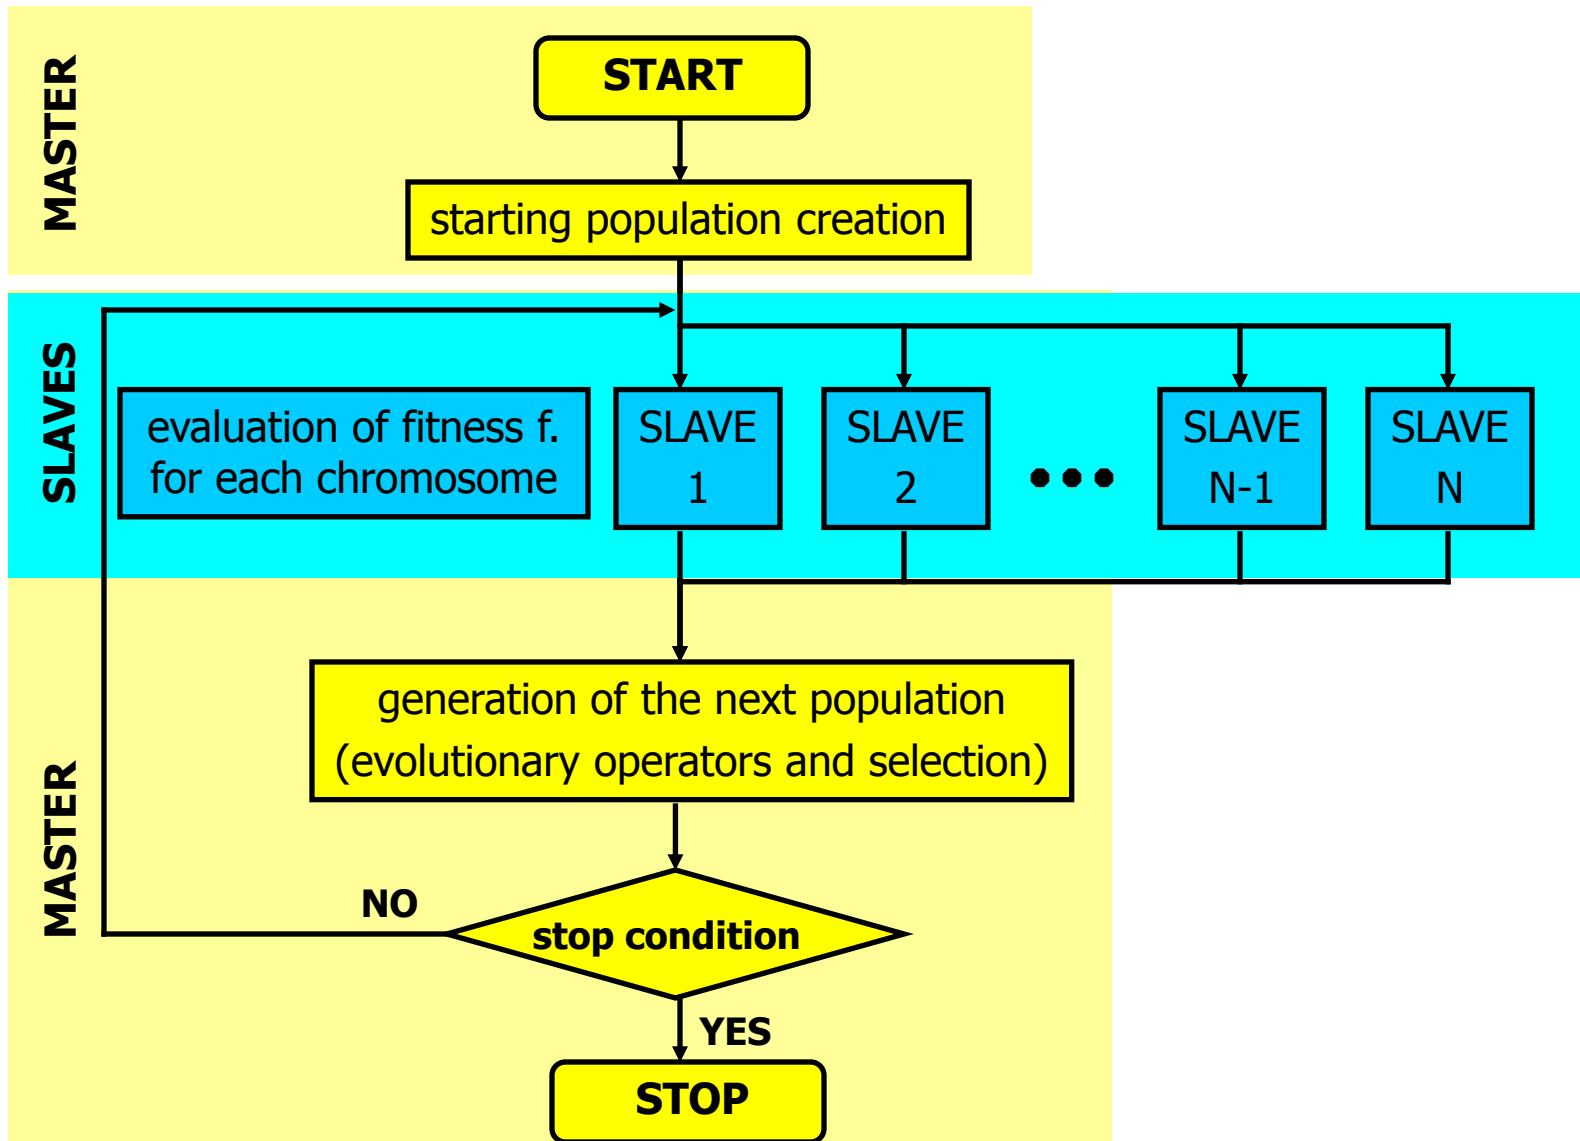 MASTER
START
starting population creation
SLAVES
evaluation of fitness f.
for each chromosome
SLAVE
1
SLAVE
2
SLAVE
N-1
SLAVE
N
MASTER
generation of the next population
(evolutionary operators and selection)
NO
stop condition
YES
STOP